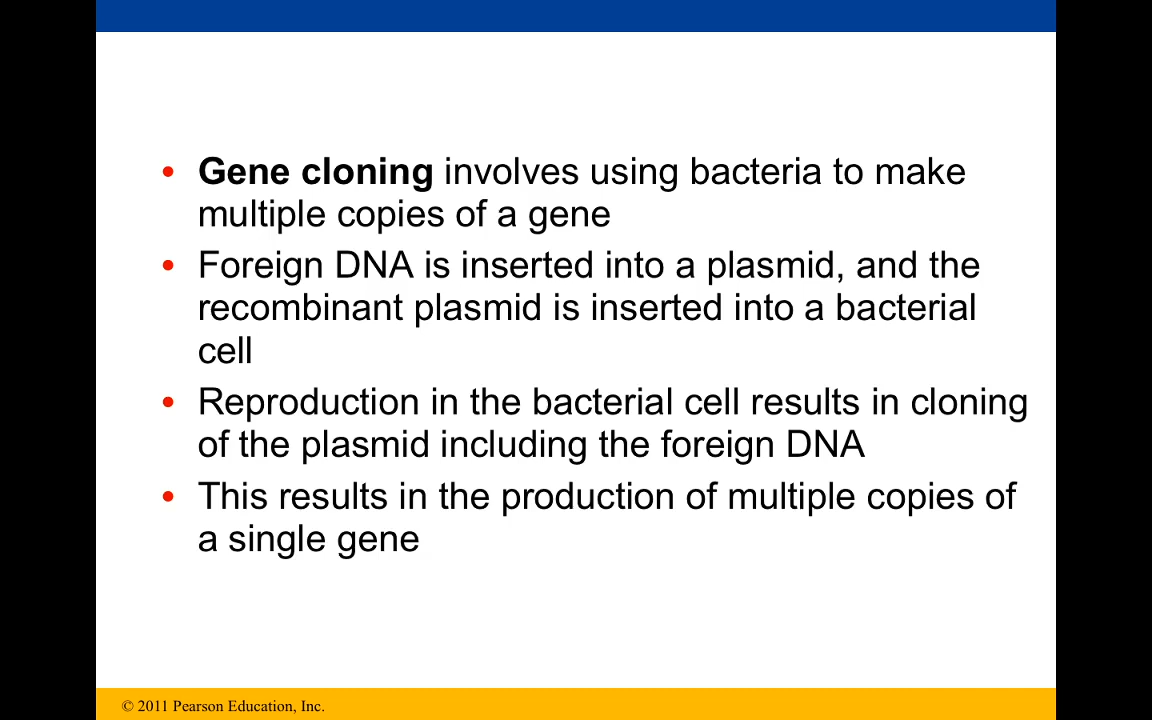 • Gene cloning involves using bacteria to make
multiple copies of a gene
• Foreign DNA is inserted into a plasmid, and the
recombinant plasmid is inserted into a bacterial
cell
• Reproduction in the bacterial cell results in cloning
of the plasmid including the foreign DNA
• This results in the production of multiple copies of
a single gene
© 2011 Pearson Education, Inc.